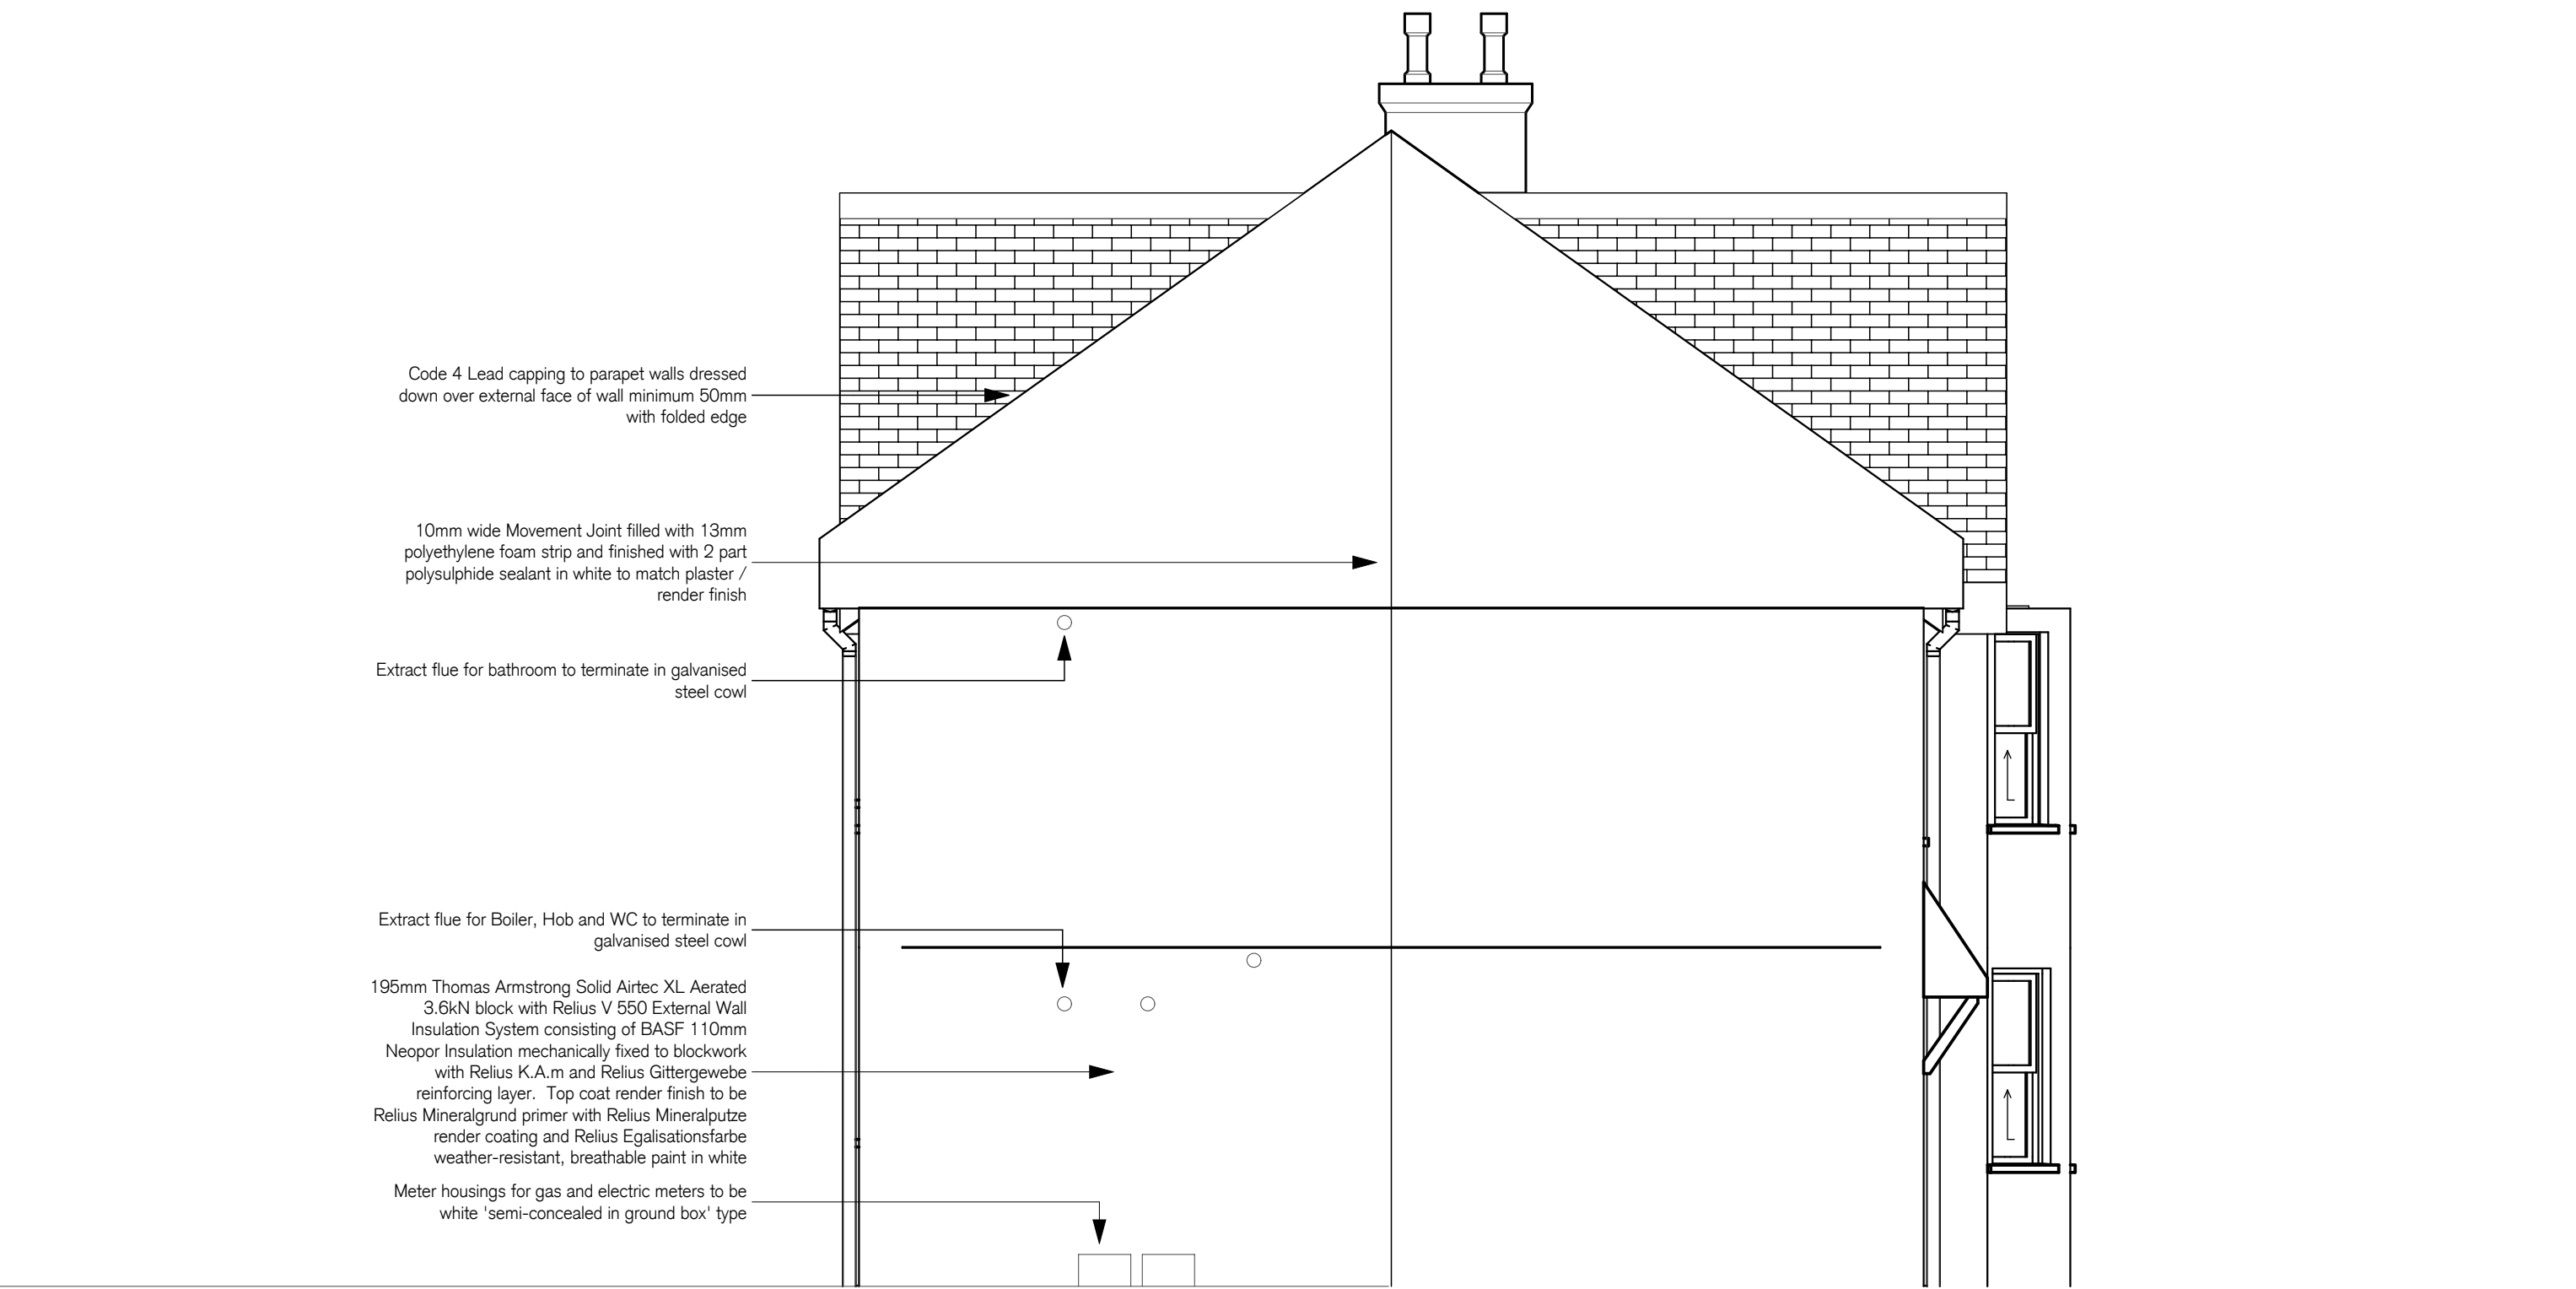 Code 4 Lead capping to parapet walls dressed
down over external face of wall minimum 50mm
with folded edge
10mm wide Movement Joint filled with 13mm
polyethylene foam strip and finished with 2 part
polysulphide sealant in white to match plaster /
render finish
Extract flue for bathroom to terminate in galvanised
steel cowl
Extract flue for Boiler, Hob and WC to terminate in
galvanised steel cowl
195mm Thomas Armstrong Solid Airtec XL Aerated
3.6kN block with Relius V 550 External Wall
Insulation System consisting of BASF 110mm
Neopor Insulation mechanically fixed to blockwork
with Relius K.A.m and Relius Gittergewebe
reinforcing layer.  Top coat render finish to be
Relius Mineralgrund primer with Relius Mineralputze
render coating and Relius Egalisationsfarbe
weather-resistant, breathable paint in white
Meter housings for gas and electric meters to be
white 'semi-concealed in ground box' type